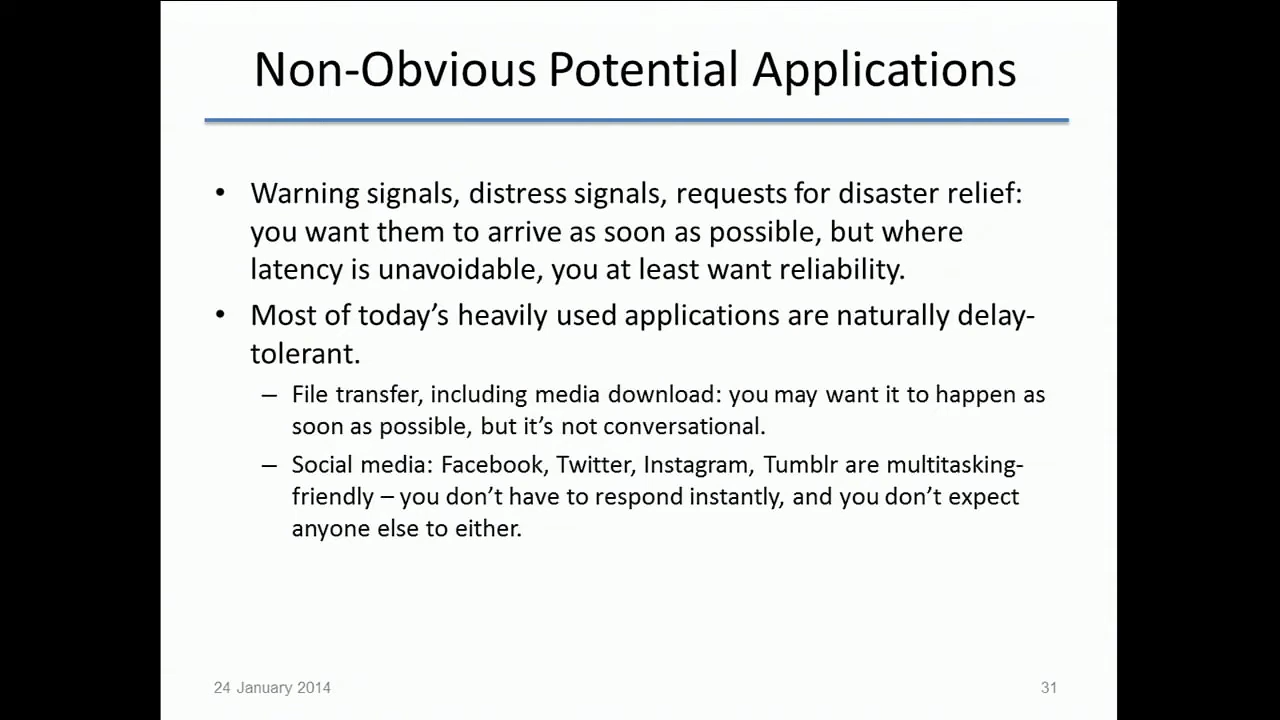 Non-Obvious Potential Applications
• Warning signals, distress signals, requests for disaster relief:
you want them to arrive as soon as possible, but where
latency is unavoidable, you at least want reliability.
• Most of today’s heavily used applications are naturally delay-
tolerant.
– File transfer, including media download: you may want it to happen as
soon as possible, but it’s not conversational.
– Social media: Facebook, Twitter, Instagram, Tumblr are multitasking-
friendly – you don’t have to respond instantly, and you don’t expect
anyone else to either.
24 January 2014
31